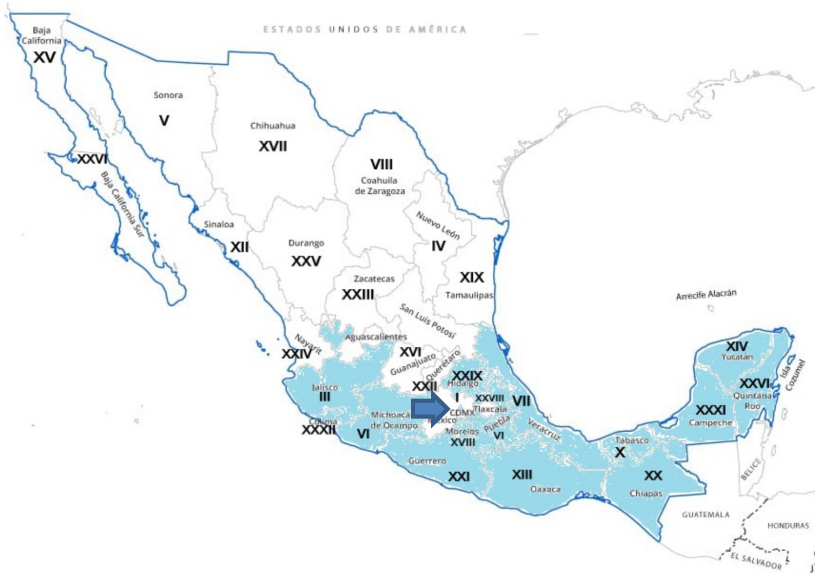 ESTADOS UNIDOS DE AMÉRICA
Baja
California
XV
Sonora
V
Chihuahua
XVII
VIII
Coahuila
de Zaragoza
XXVI
Baja California Sur
Nuevo León
IV
Sinaloa
XII
Durango
XXV
XIX
Tamaulipas
Zacatecas
XXIII
Arrecife Alacrán
San Luis Potosí
Nayarit
XXIV
Aguascalientes
XVI
Guanajuato
Querétaro
XIV
Yucatán
Isla
Cozumel
XXIX
Hidalgo
XXII
XXVI
Quintana
Roo
Jalisco
III
I
XXVIII
Tlaxcala
VII
CDMX
XXXI
Campeche
Colima
XXXII
Michoacán
de Ocampo
VI
México
Morelos
XVIII
Puebla
VI
Veracruz
Tabasco
X
Guerrero
XXI
XIII
Oaxaca
XX
Chiapas
BELICE
GUATEMALA
HONDURAS
EL SALVADOR